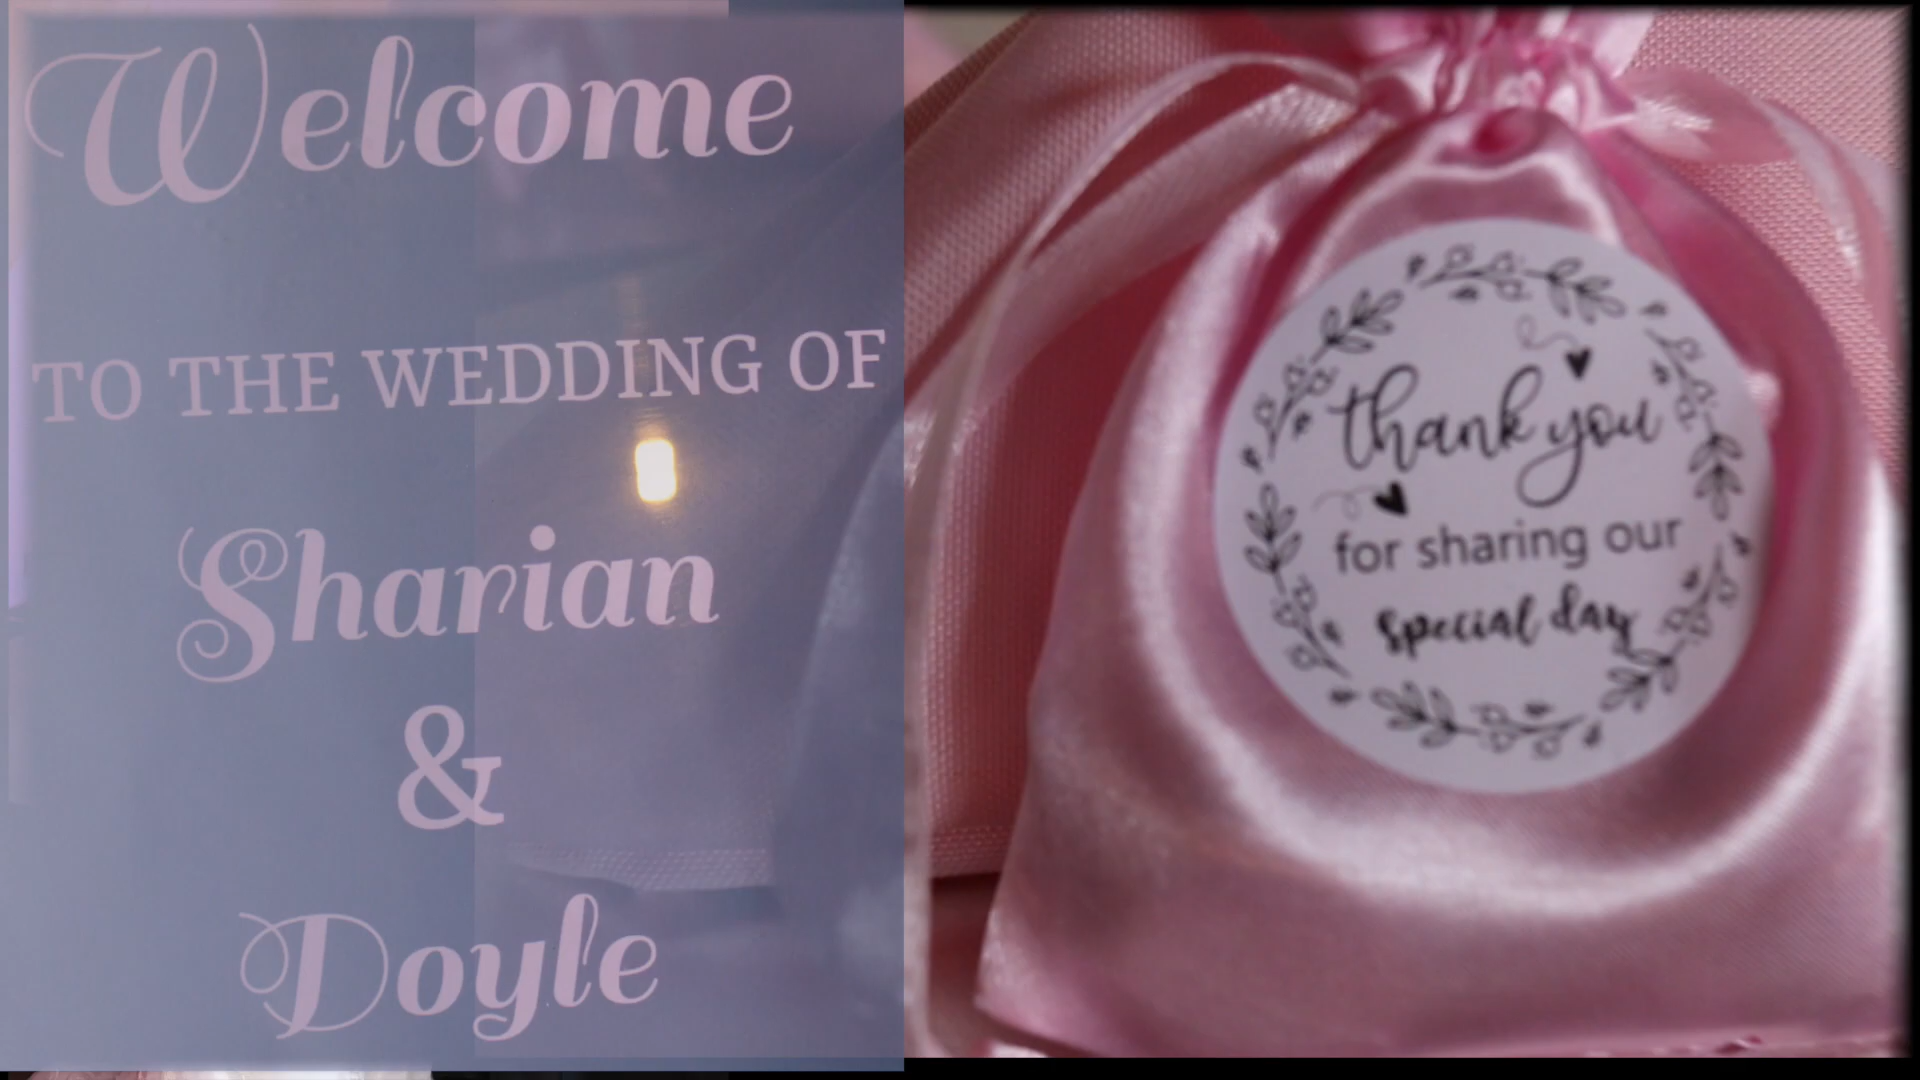 Welcome
TO THE WEDDING OF
Sharian
&
Doyle
thank you
for sharing our
special day